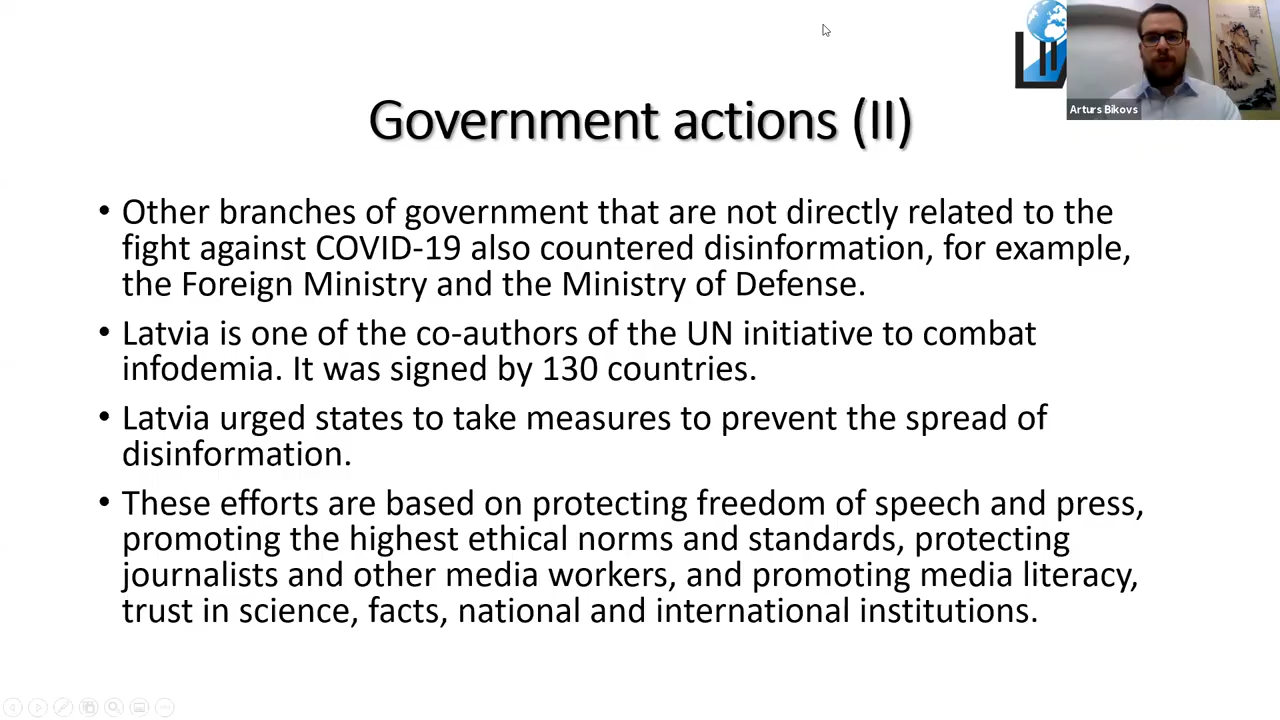 Government actions (II)
Arturs Bikovs
• Other branches of government that are not directly related to the
fight against COVID-19 also countered disinformation, for example,
the Foreign Ministry and the Ministry of Defense.
• Latvia is one of the co-authors of the UN initiative to combat
infodemia. It was signed by 130 countries.
• Latvia urged states to take measures to prevent the spread of
disinformation.
• These efforts are based on protecting freedom of speech and press,
promoting the highest ethical norms and standards, protecting
journalists and other media workers, and promoting media literacy,
trust in science, facts, national and international institutions.